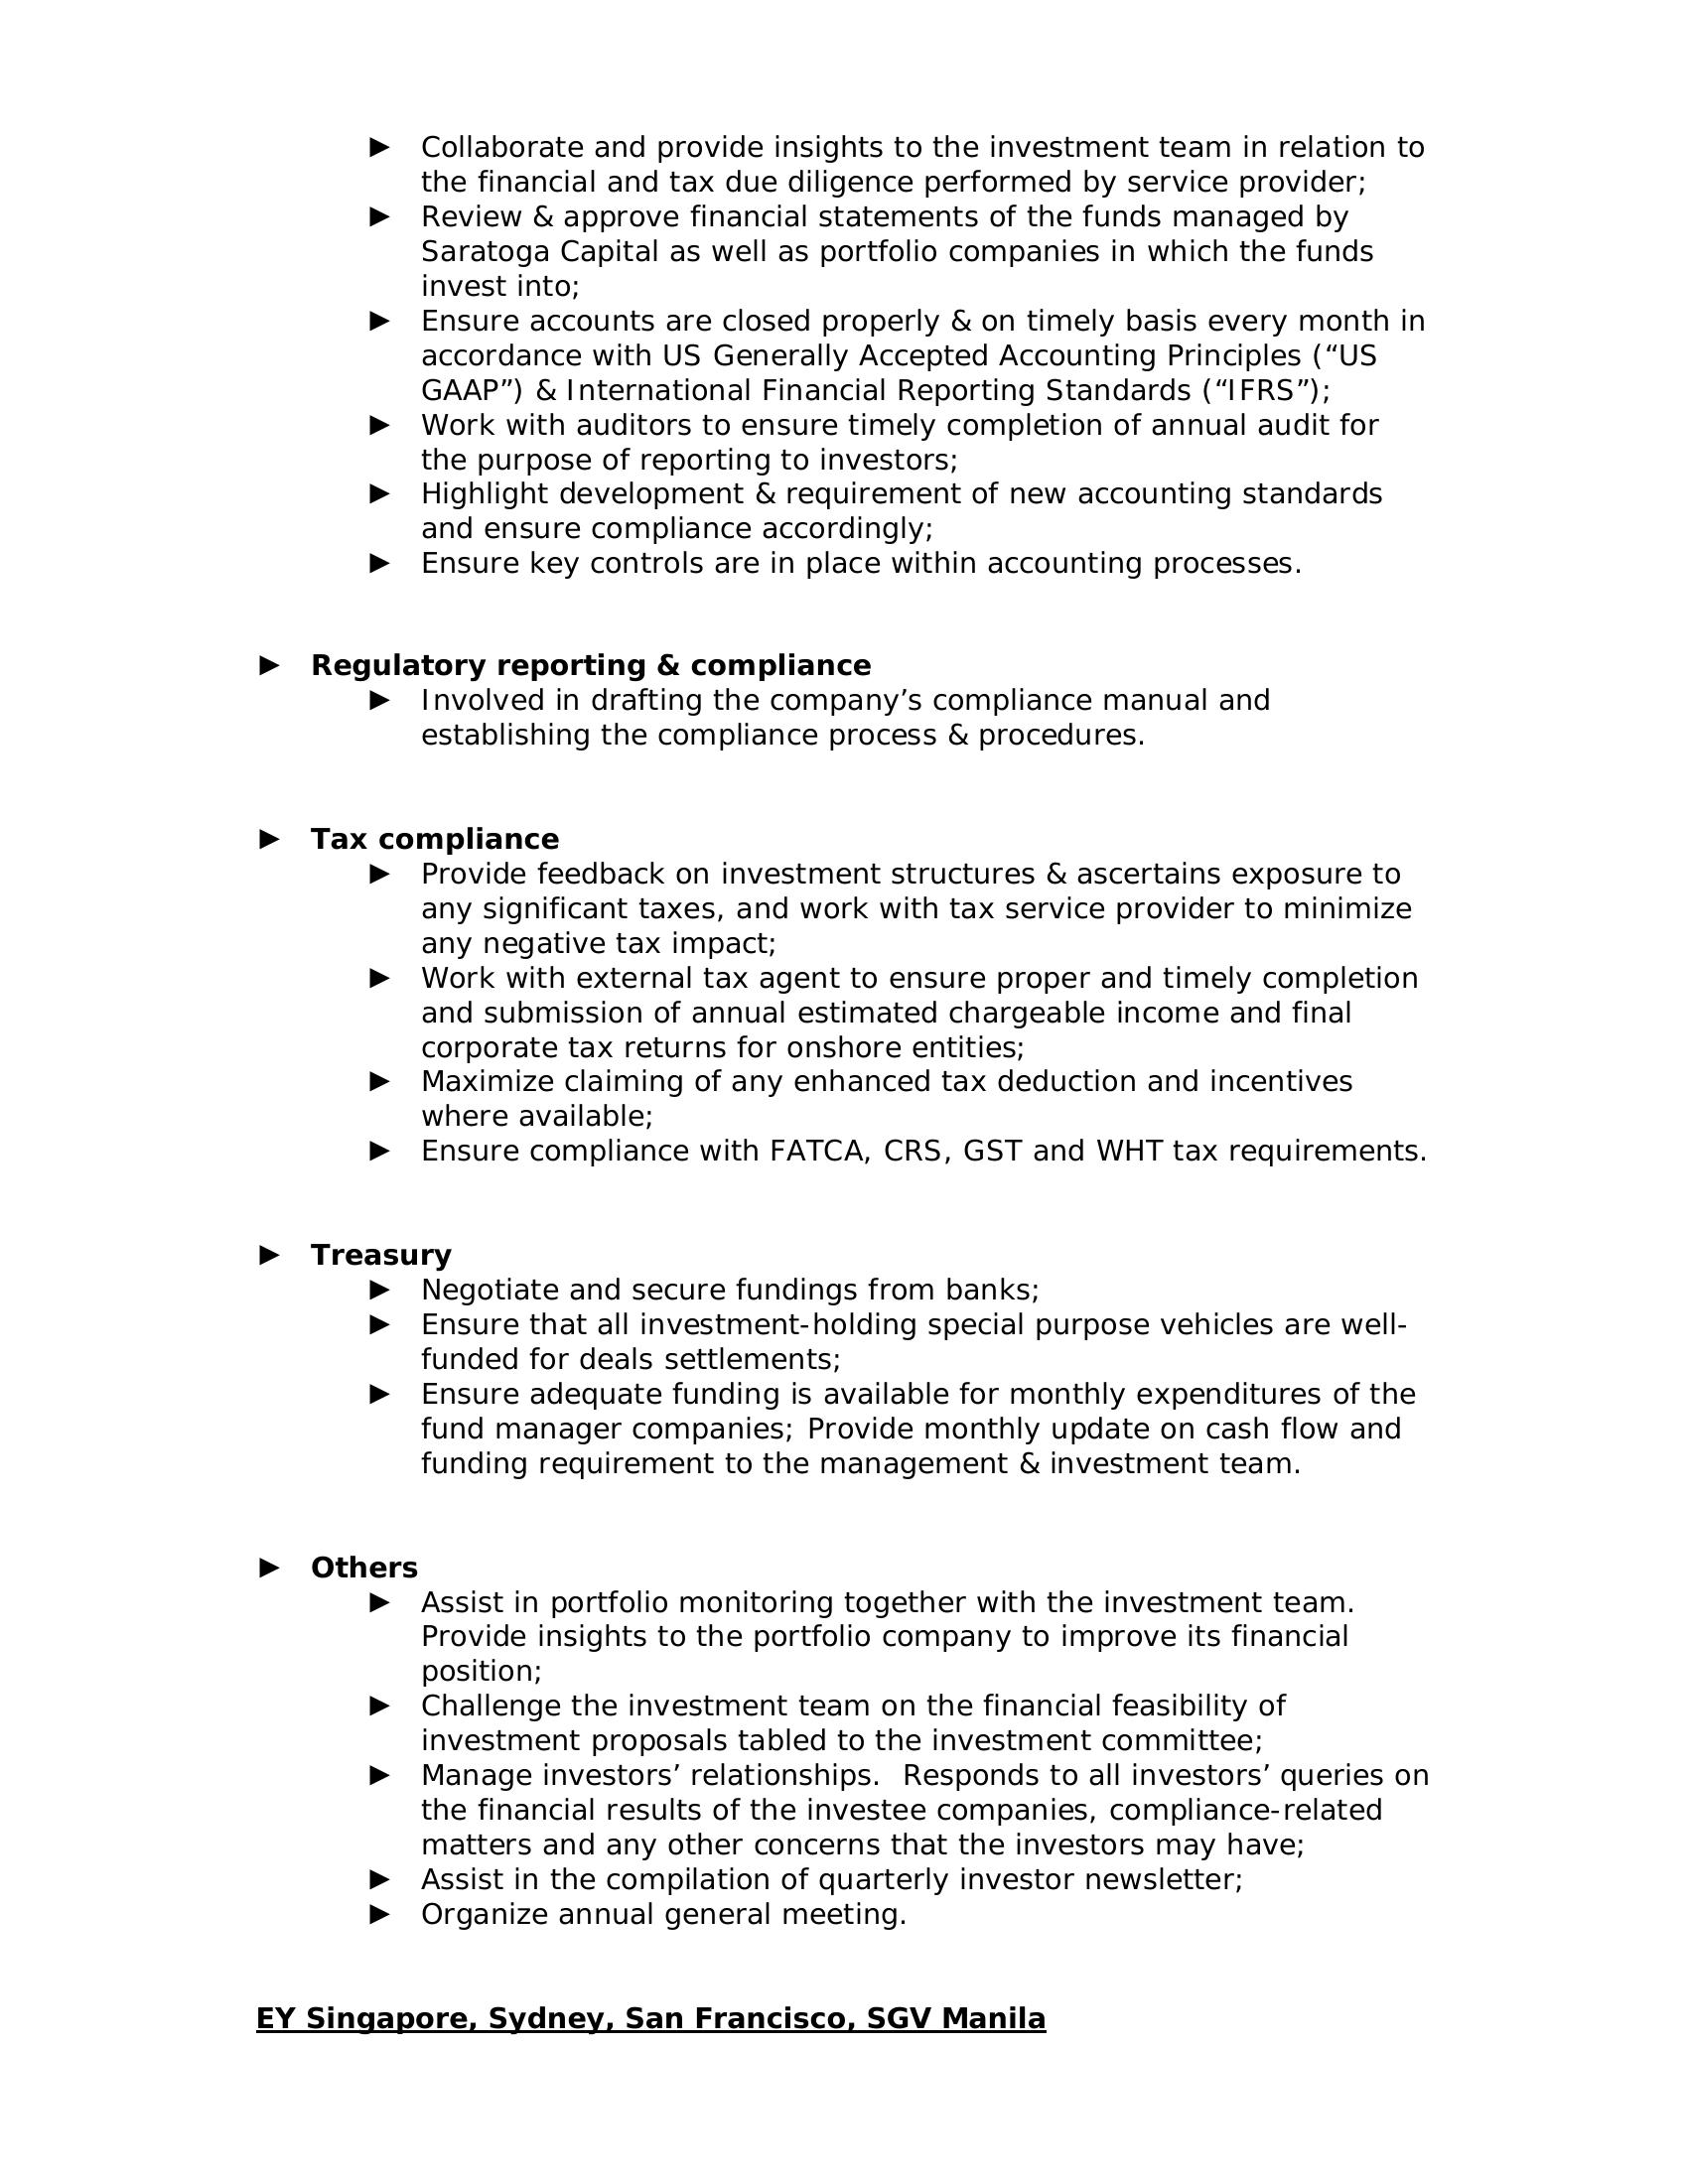 ► Collaborate and provide insights to the investment team in relation to
the financial and tax due diligence performed by service provider;
► Review & approve financial statements of the funds managed by
Saratoga Capital as well as portfolio companies in which the funds
invest into;
► Ensure accounts are closed properly & on timely basis every month in
accordance with US Generally Accepted Accounting Principles (“US
GAAP”) & International Financial Reporting Standards (“IFRS”);
► Work with auditors to ensure timely completion of annual audit for
the purpose of reporting to investors;
► Highlight development & requirement of new accounting standards
and ensure compliance accordingly;
► Ensure key controls are in place within accounting processes.
► Regulatory reporting & compliance
► Involved in drafting the company’s compliance manual and
establishing the compliance process & procedures.
► Tax compliance
► Provide feedback on investment structures & ascertains exposure to
any significant taxes, and work with tax service provider to minimize
any negative tax impact;
► Work with external tax agent to ensure proper and timely completion
and submission of annual estimated chargeable income and final
corporate tax returns for onshore entities;
► Maximize claiming of any enhanced tax deduction and incentives
where available;
► Ensure compliance with FATCA, CRS, GST and WHT tax requirements.
► Treasury
► Negotiate and secure fundings from banks;
► Ensure that all investment-holding special purpose vehicles are well-
funded for deals settlements;
► Ensure adequate funding is available for monthly expenditures of the
fund manager companies; Provide monthly update on cash flow and
funding requirement to the management & investment team.
► Others
► Assist in portfolio monitoring together with the investment team.
Provide insights to the portfolio company to improve its financial
position;
► Challenge the investment team on the financial feasibility of
investment proposals tabled to the investment committee;
► Manage investors’ relationships.  Responds to all investors’ queries on
the financial results of the investee companies, compliance-related
matters and any other concerns that the investors may have;
► Assist in the compilation of quarterly investor newsletter;
► Organize annual general meeting.
EY Singapore, Sydney, San Francisco, SGV Manila